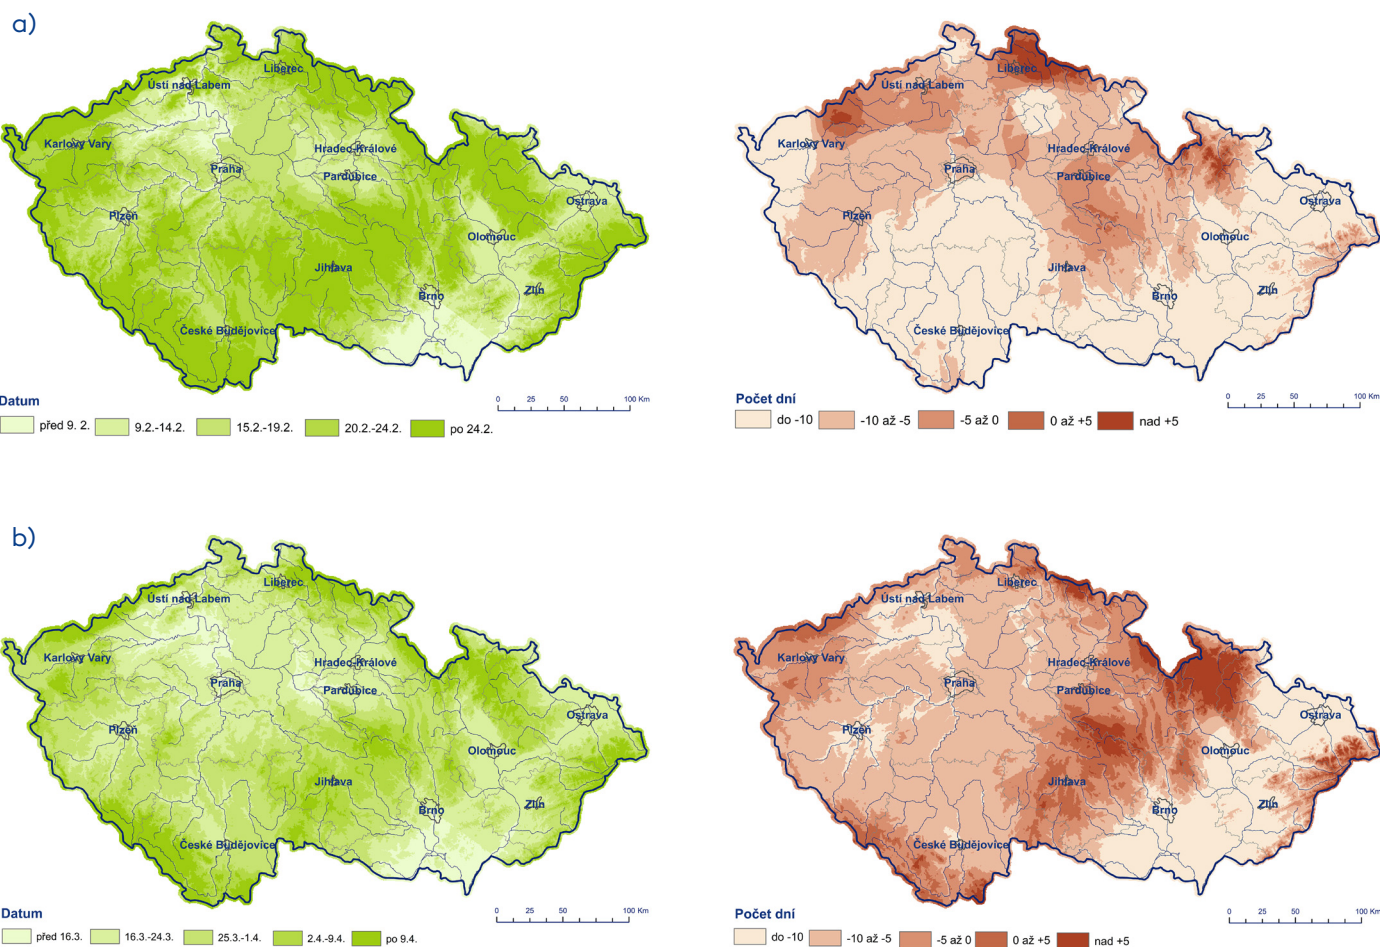 a)
Liberec
Ústí nad Labem
Karlovy Vary
Hradec Králové
Praha
Pardubice
Plzeň
Ostrava
Olomouc
Jihlava
Brno
Zlín
České Budějovice
Datum
0 25 50 100 Km
před 9. 2. 9.2.-14.2. 15.2.-19.2. 20.2.-24.2. po 24.2.
Liberec
Ústí nad Labem
Karlovy Vary
Hradec Králové
Praha
Pardubice
Plzeň
Ostrava
Olomouc
Jihlava
Brno
Zlín
České Budějovice
Počet dní
0 25 50 100 Km
do -10 -10 až -5 -5 až 0 0 až +5 nad +5
b)
Liberec
Ústí nad Labem
Karlovy Vary
Hradec Králové
Praha
Pardubice
Plzeň
Ostrava
Olomouc
Jihlava
Brno
Zlín
České Budějovice
Datum
0 25 50 100 Km
před 16.3. 16.3.-24.3. 25.3.-1.4. 2.4.-9.4. po 9.4.
Liberec
Ústí nad Labem
Karlovy Vary
Hradec Králové
Praha
Pardubice
Plzeň
Ostrava
Olomouc
Jihlava
Brno
Zlín
České Budějovice
Počet dní
0 25 50 100 Km
do -10 -10 až -5 -5 až 0 0 až +5 nad +5